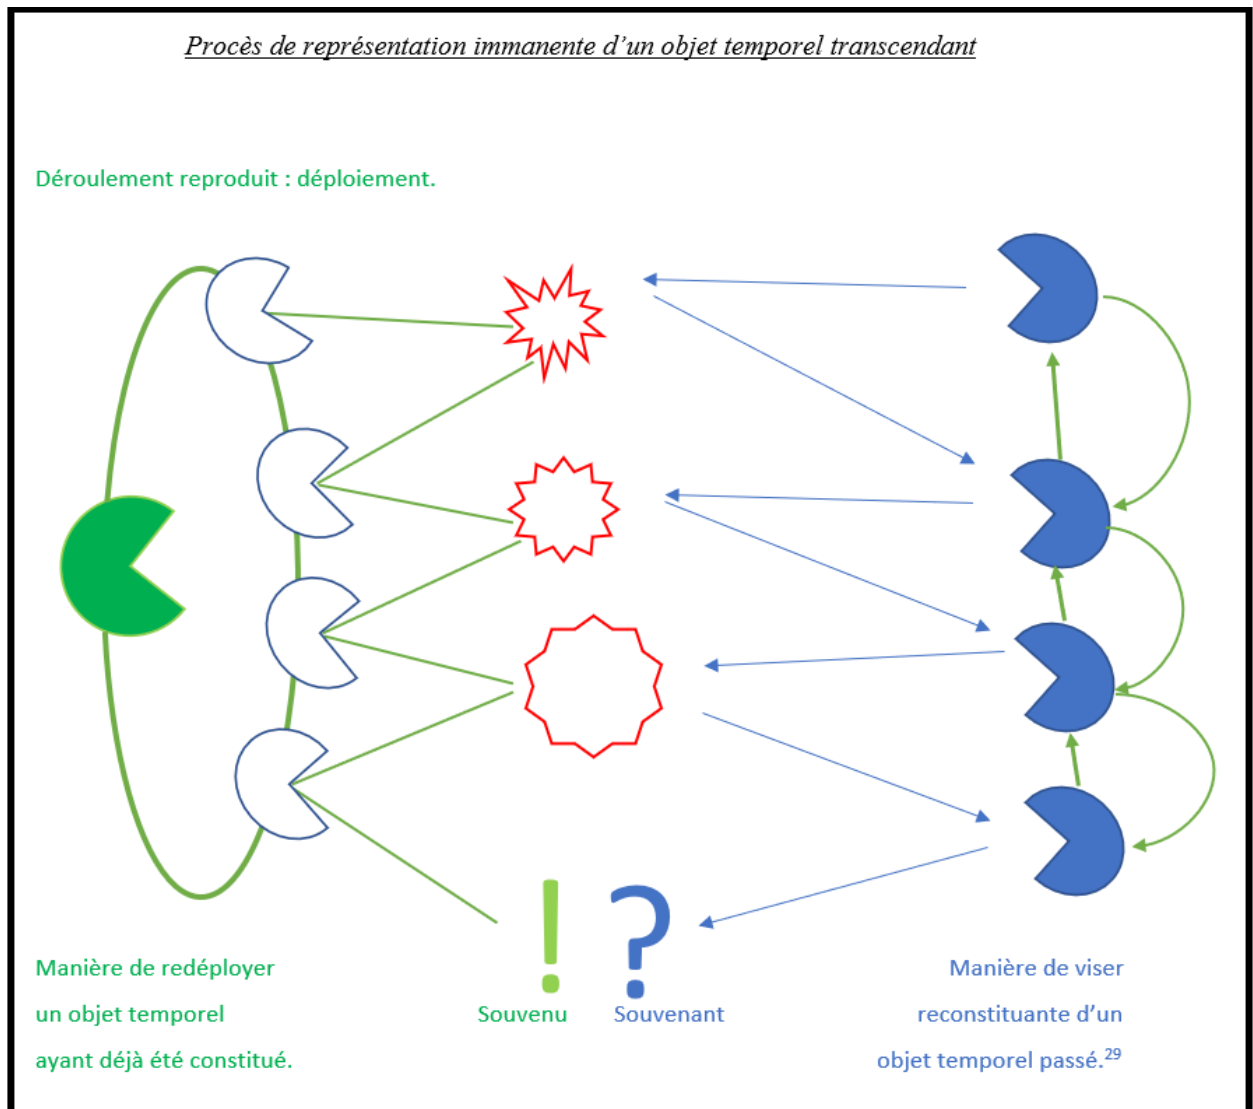 Procès de représentation immanente d’un objet temporel transcendant
Déroulement reproduit : déploiement.
! ?
Manière de redéployer
un objet temporel
ayant déjà été constitué.
Souvenu
Souvenant
Manière de viser
reconstituante d’un
objet temporel passé.29